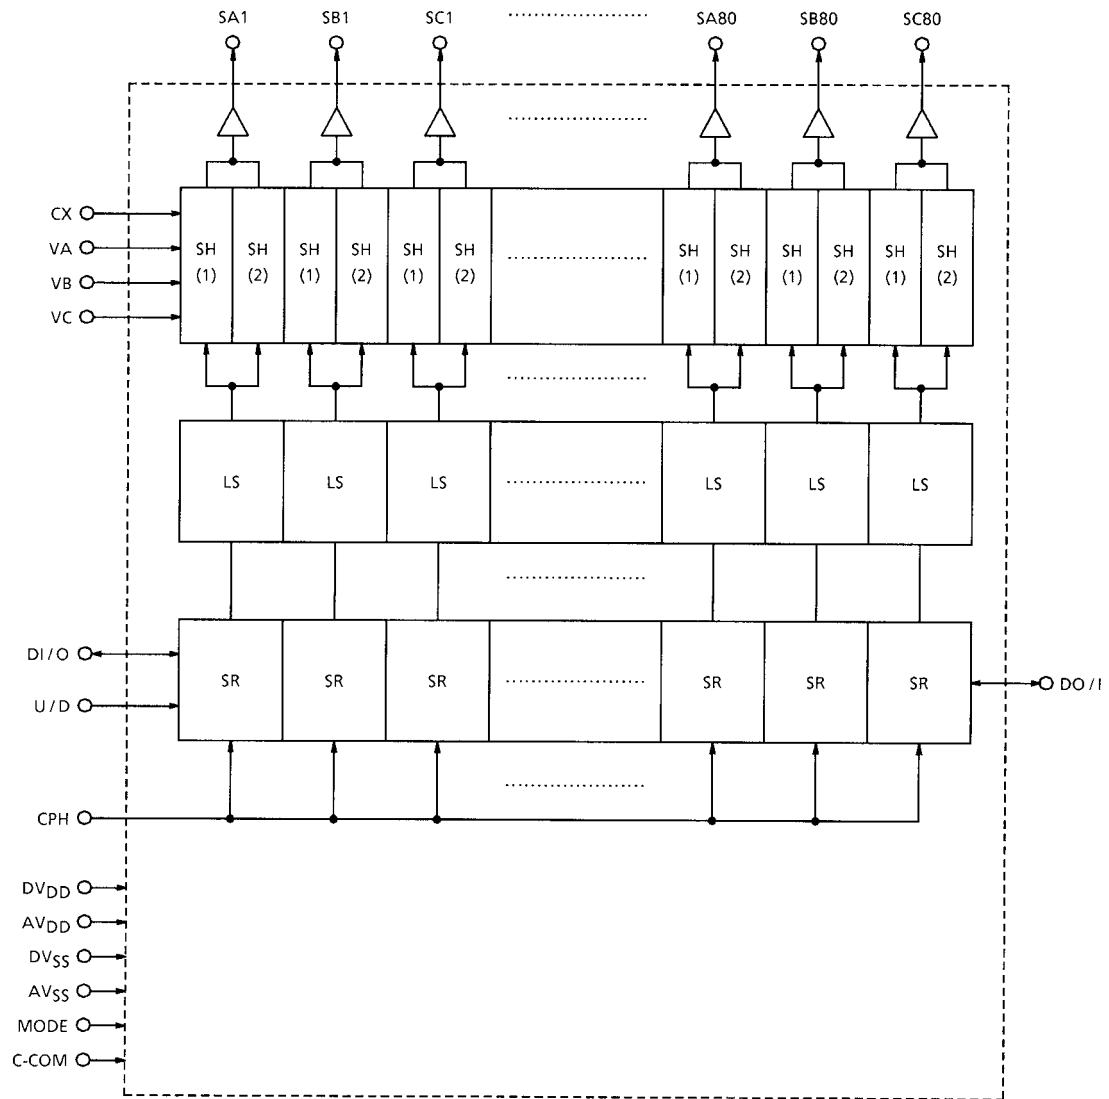 SA1 SB1 SC1 SA80 SB80 SC80
CX
VA
VB
VC
SH (1) SH (2) SH (1) SH (2) SH (1) SH (2) SH (1) SH (2) SH (1) SH (2) SH (1) SH (2)
LS LS LS LS LS LS
DI/O
U/D
SR SR SR SR SR SR
DO/I
CPH
DVDD
AVDD
DVSS
AVSS
MODE
C-COM